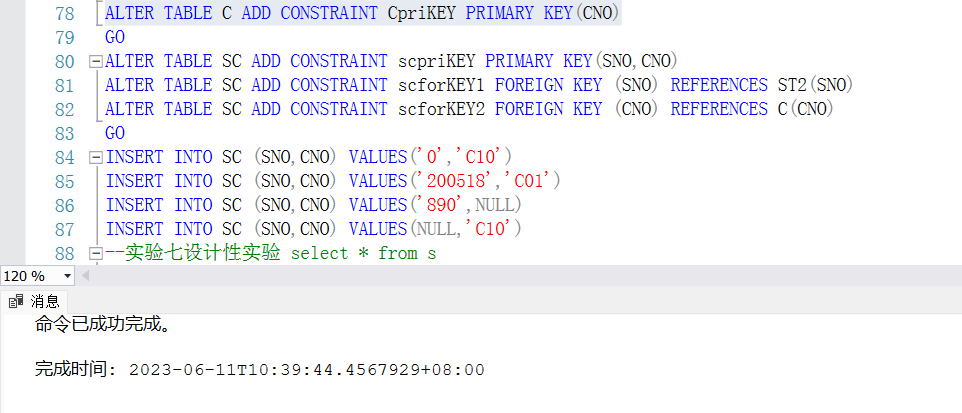 78 ALTER TABLE C ADD CONSTRAINT CpriKEY PRIMARY KEY(CNO)
79 GO
80 ALTER TABLE SC ADD CONSTRAINT scpriKEY PRIMARY KEY(SNO,CNO)
81 ALTER TABLE SC ADD CONSTRAINT scforKEY1 FOREIGN KEY (SNO) REFERENCES ST2(SNO)
82 ALTER TABLE SC ADD CONSTRAINT scforKEY2 FOREIGN KEY (CNO) REFERENCES C(CNO)
83 GO
84 INSERT INTO SC (SNO,CNO) VALUES('0','C10')
85 INSERT INTO SC (SNO,CNO) VALUES('200518','C01')
86 INSERT INTO SC (SNO,CNO) VALUES('890',NULL)
87 INSERT INTO SC (SNO,CNO) VALUES(NULL,'C10')
88 --实验七设计性实验 select * from s
120 %
消息
命令已成功完成。
完成时间: 2023-06-11T10:39:44.4567929+08:00